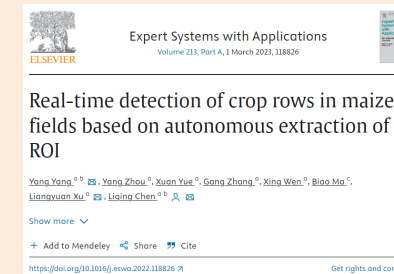 Expert Systems with Applications
Volume 213, Part A, 1 March 2023, 118826
ELSEVIER
Real-time detection of crop rows in maize
fields based on autonomous extraction of
ROI
Yang Yang a b, Yang Zhou a, Xuan Yue a, Gang Zhang a, Xing Wen a, Biao Ma c,
Liangyuan Xu a, Liqing Chen a b
Show more
+ Add to Mendeley Share Cite
https://doi.org/10.1016/j.eswa.2022.118826 Get rights and con